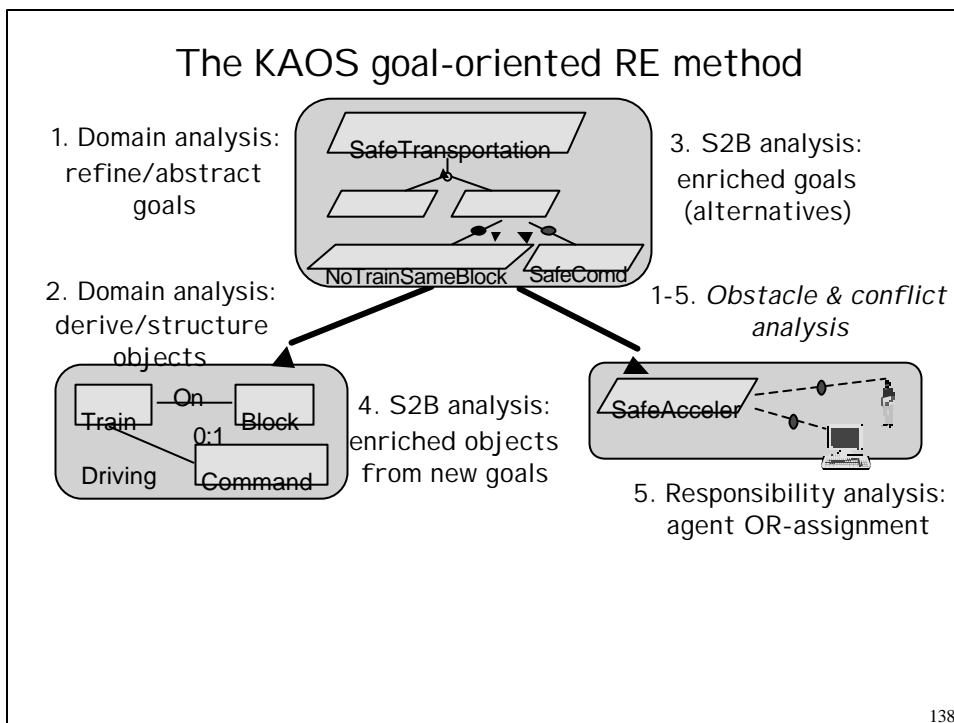 The KAOS goal-oriented RE method
1. Domain analysis:
refine/abstract
goals
SafeTransportation
NoTrainSameBlock
SafeComd
3. S2B analysis:
enriched goals
(alternatives)
2. Domain analysis:
derive/structure
objects
1-5. Obstacle & conflict
analysis
Train
On
Block
0:1
Driving
Command
4. S2B analysis:
enriched objects
from new goals
SafeAcceler
5. Responsibility analysis:
agent OR-assignment
138